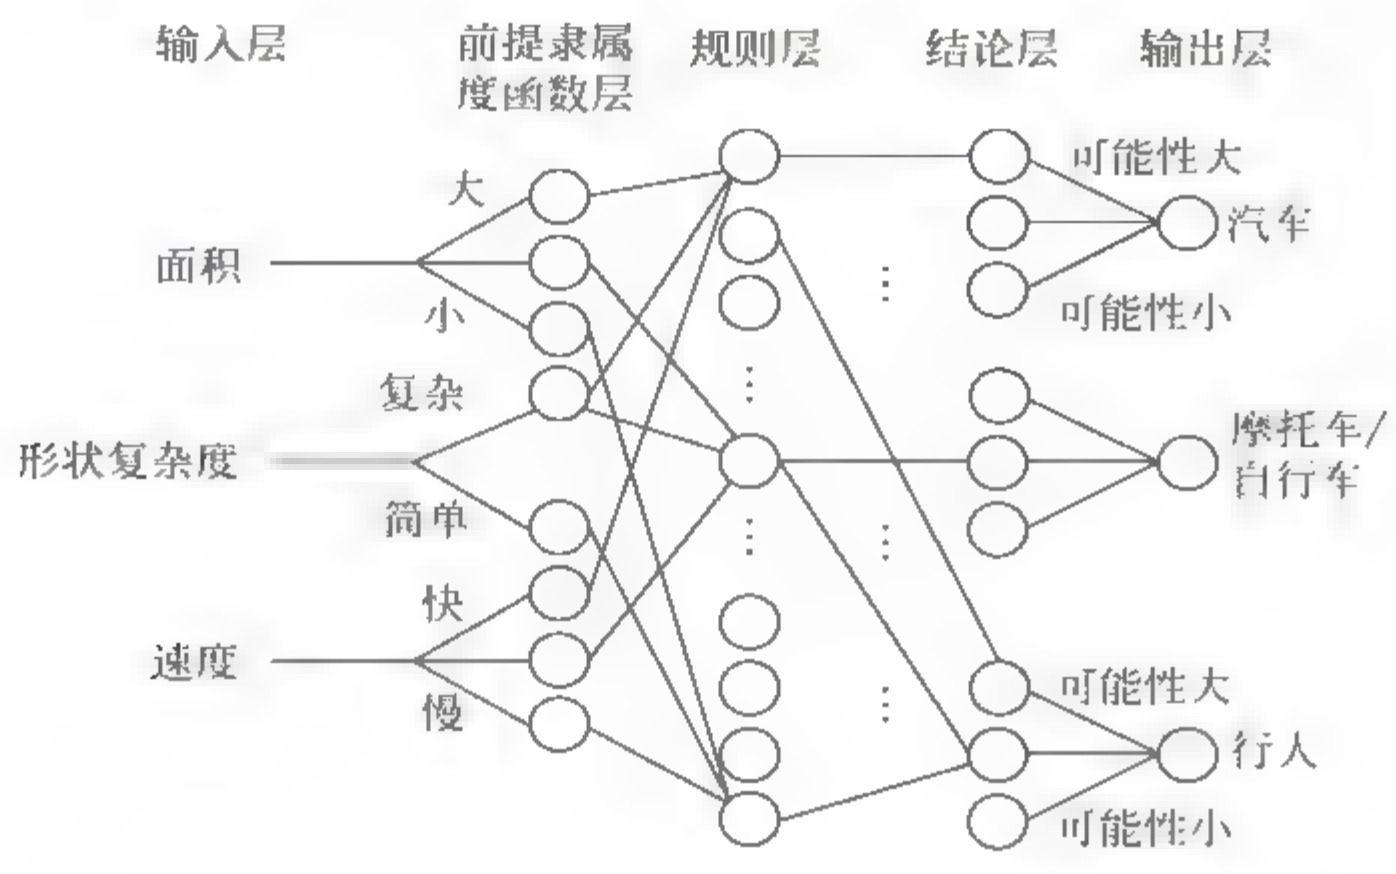 输入层
前提隶属
度函数层
规则层
结论层
输出层
大
面积
小
复杂
形状复杂度
简单
快
速度
慢
可能性大
汽车
可能性小
摩托车/
自行车
可能性大
行人
可能性小